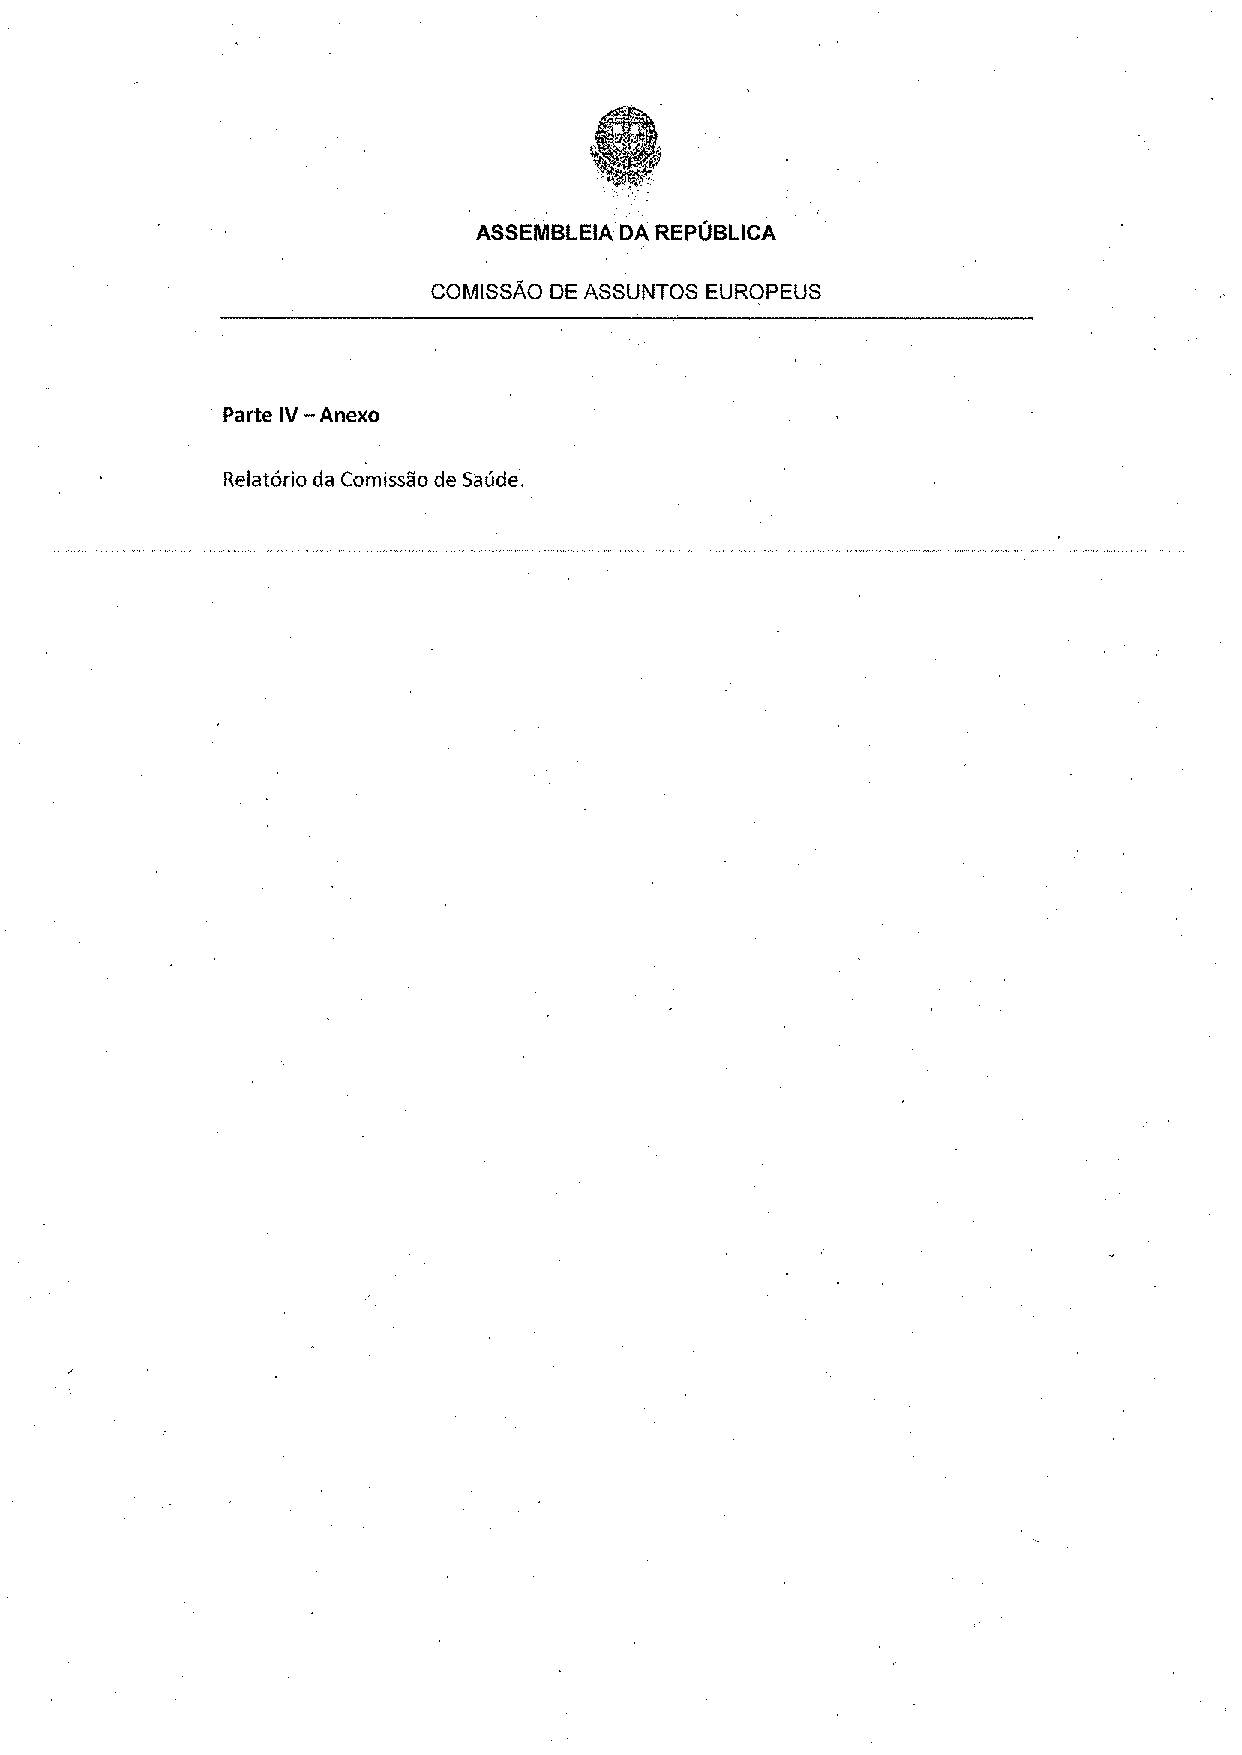 ASSEMBLEIA DA REPÚBLICA
COMISSÃO DE ASSUNTOS EUROPEUS
Parte IV – Anexo
Relatório da Comissão de Saúde.